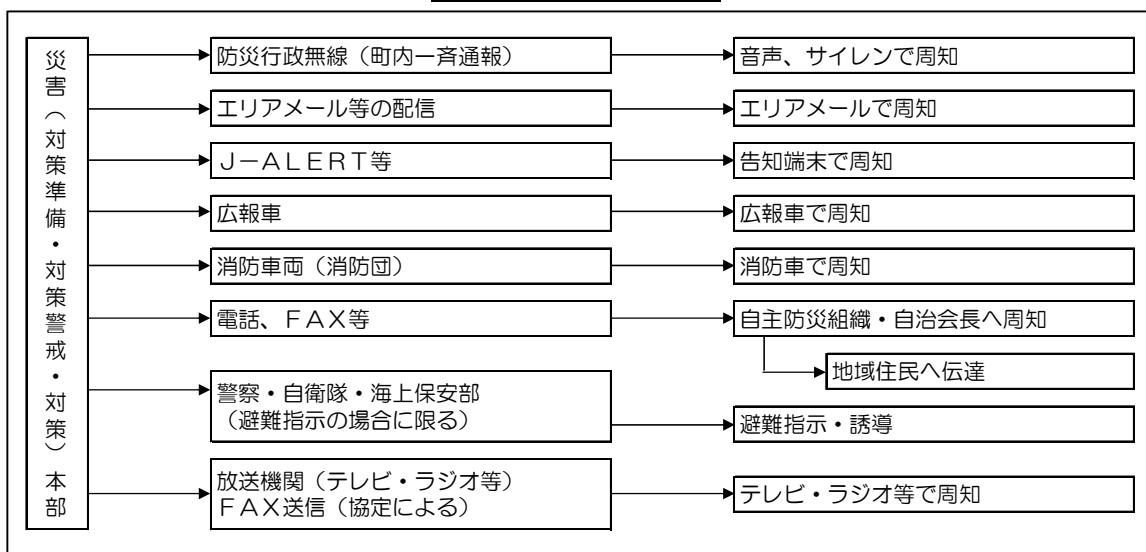 災害（対策準備・対策警戒・対策）本部
防災行政無線（町内一斉通報）
音声、サイレンで周知
エリアメール等の配信
エリアメールで周知
Ｊ－ＡＬＥＲＴ等
告知端末で周知
広報車
広報車で周知
消防車両（消防団）
消防車で周知
電話、ＦＡＸ等
自主防災組織・自治会長へ周知
地域住民へ伝達
警察・自衛隊・海上保安部
（避難指示の場合に限る）
避難指示・誘導
放送機関（テレビ・ラジオ等）
ＦＡＸ送信（協定による）
テレビ・ラジオ等で周知